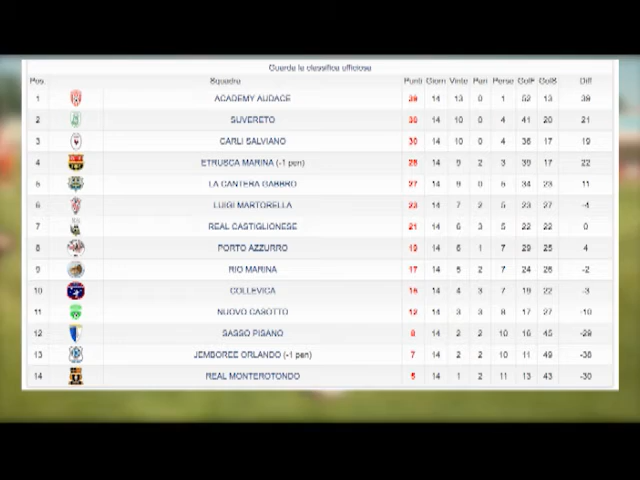 Guarda la classifica ufficiosa
Pos. Squadra Punti Giorn Vinte Pari Perse GolF GolS Diff
1 ACADEMY AUDACE 39 14 13 0 1 52 13 39
2 SUVERETO 30 14 10 0 4 41 20 21
3 CARLI SALVIANO 30 14 10 0 4 36 17 19
4 ETRUSCA MARINA (-1 pen) 28 14 9 2 3 39 17 22
5 LA CANTERA GABBRO 27 14 9 0 5 34 23 11
6 LUIGI MARTORELLA 23 14 7 2 5 23 27 -4
7 REAL CASTIGLIONESE 21 14 6 3 5 22 22 0
8 PORTO AZZURRO 19 14 6 1 7 29 25 4
9 RIO MARINA 17 14 5 2 7 24 26 -2
10 COLLEVICA 15 14 4 3 7 19 22 -3
11 NUOVO CASOTTO 12 14 3 3 8 17 27 -10
12 SASSO PISANO 8 14 2 2 10 16 45 -29
13 JEMBOREE ORLANDO (-1 pen) 7 14 2 2 10 11 49 -38
14 REAL MONTEROTONDO 5 14 1 2 11 13 43 -30